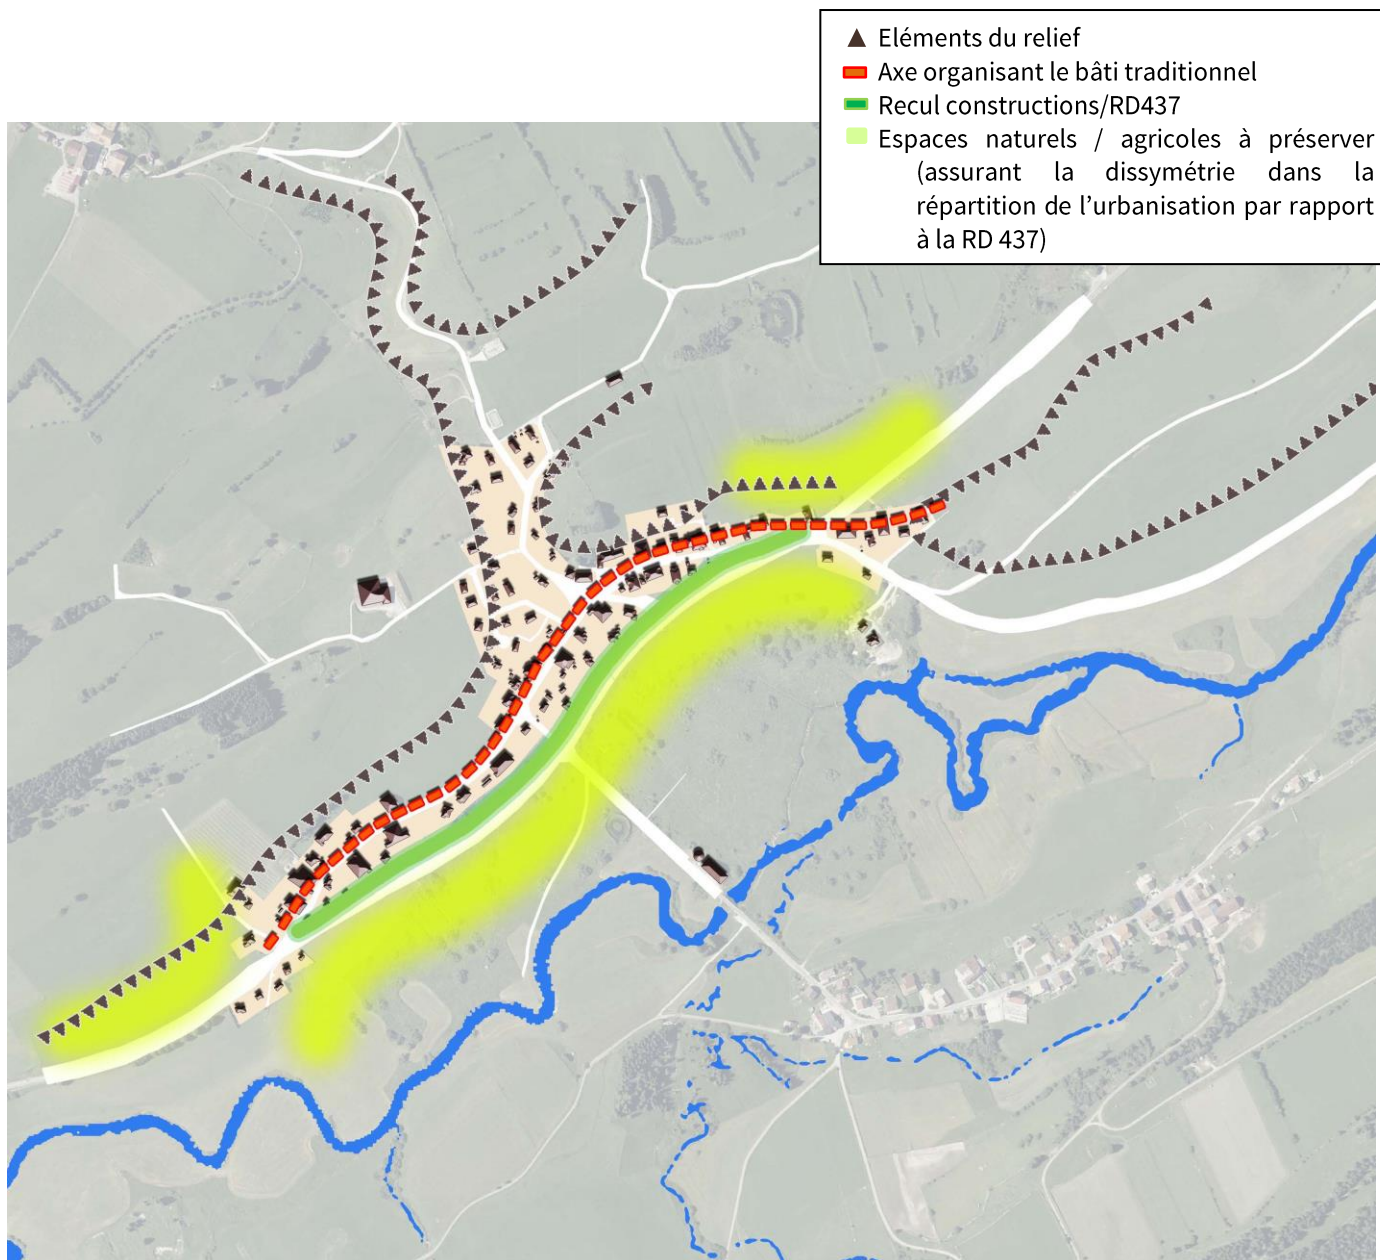 Eléments du relief
Axe organisant le bâti traditionnel
Recul constructions/RD437
Espaces naturels / agricoles à préserver
(assurant la dissymétrie dans la
répartition de l'urbanisation par rapport
à la RD 437)